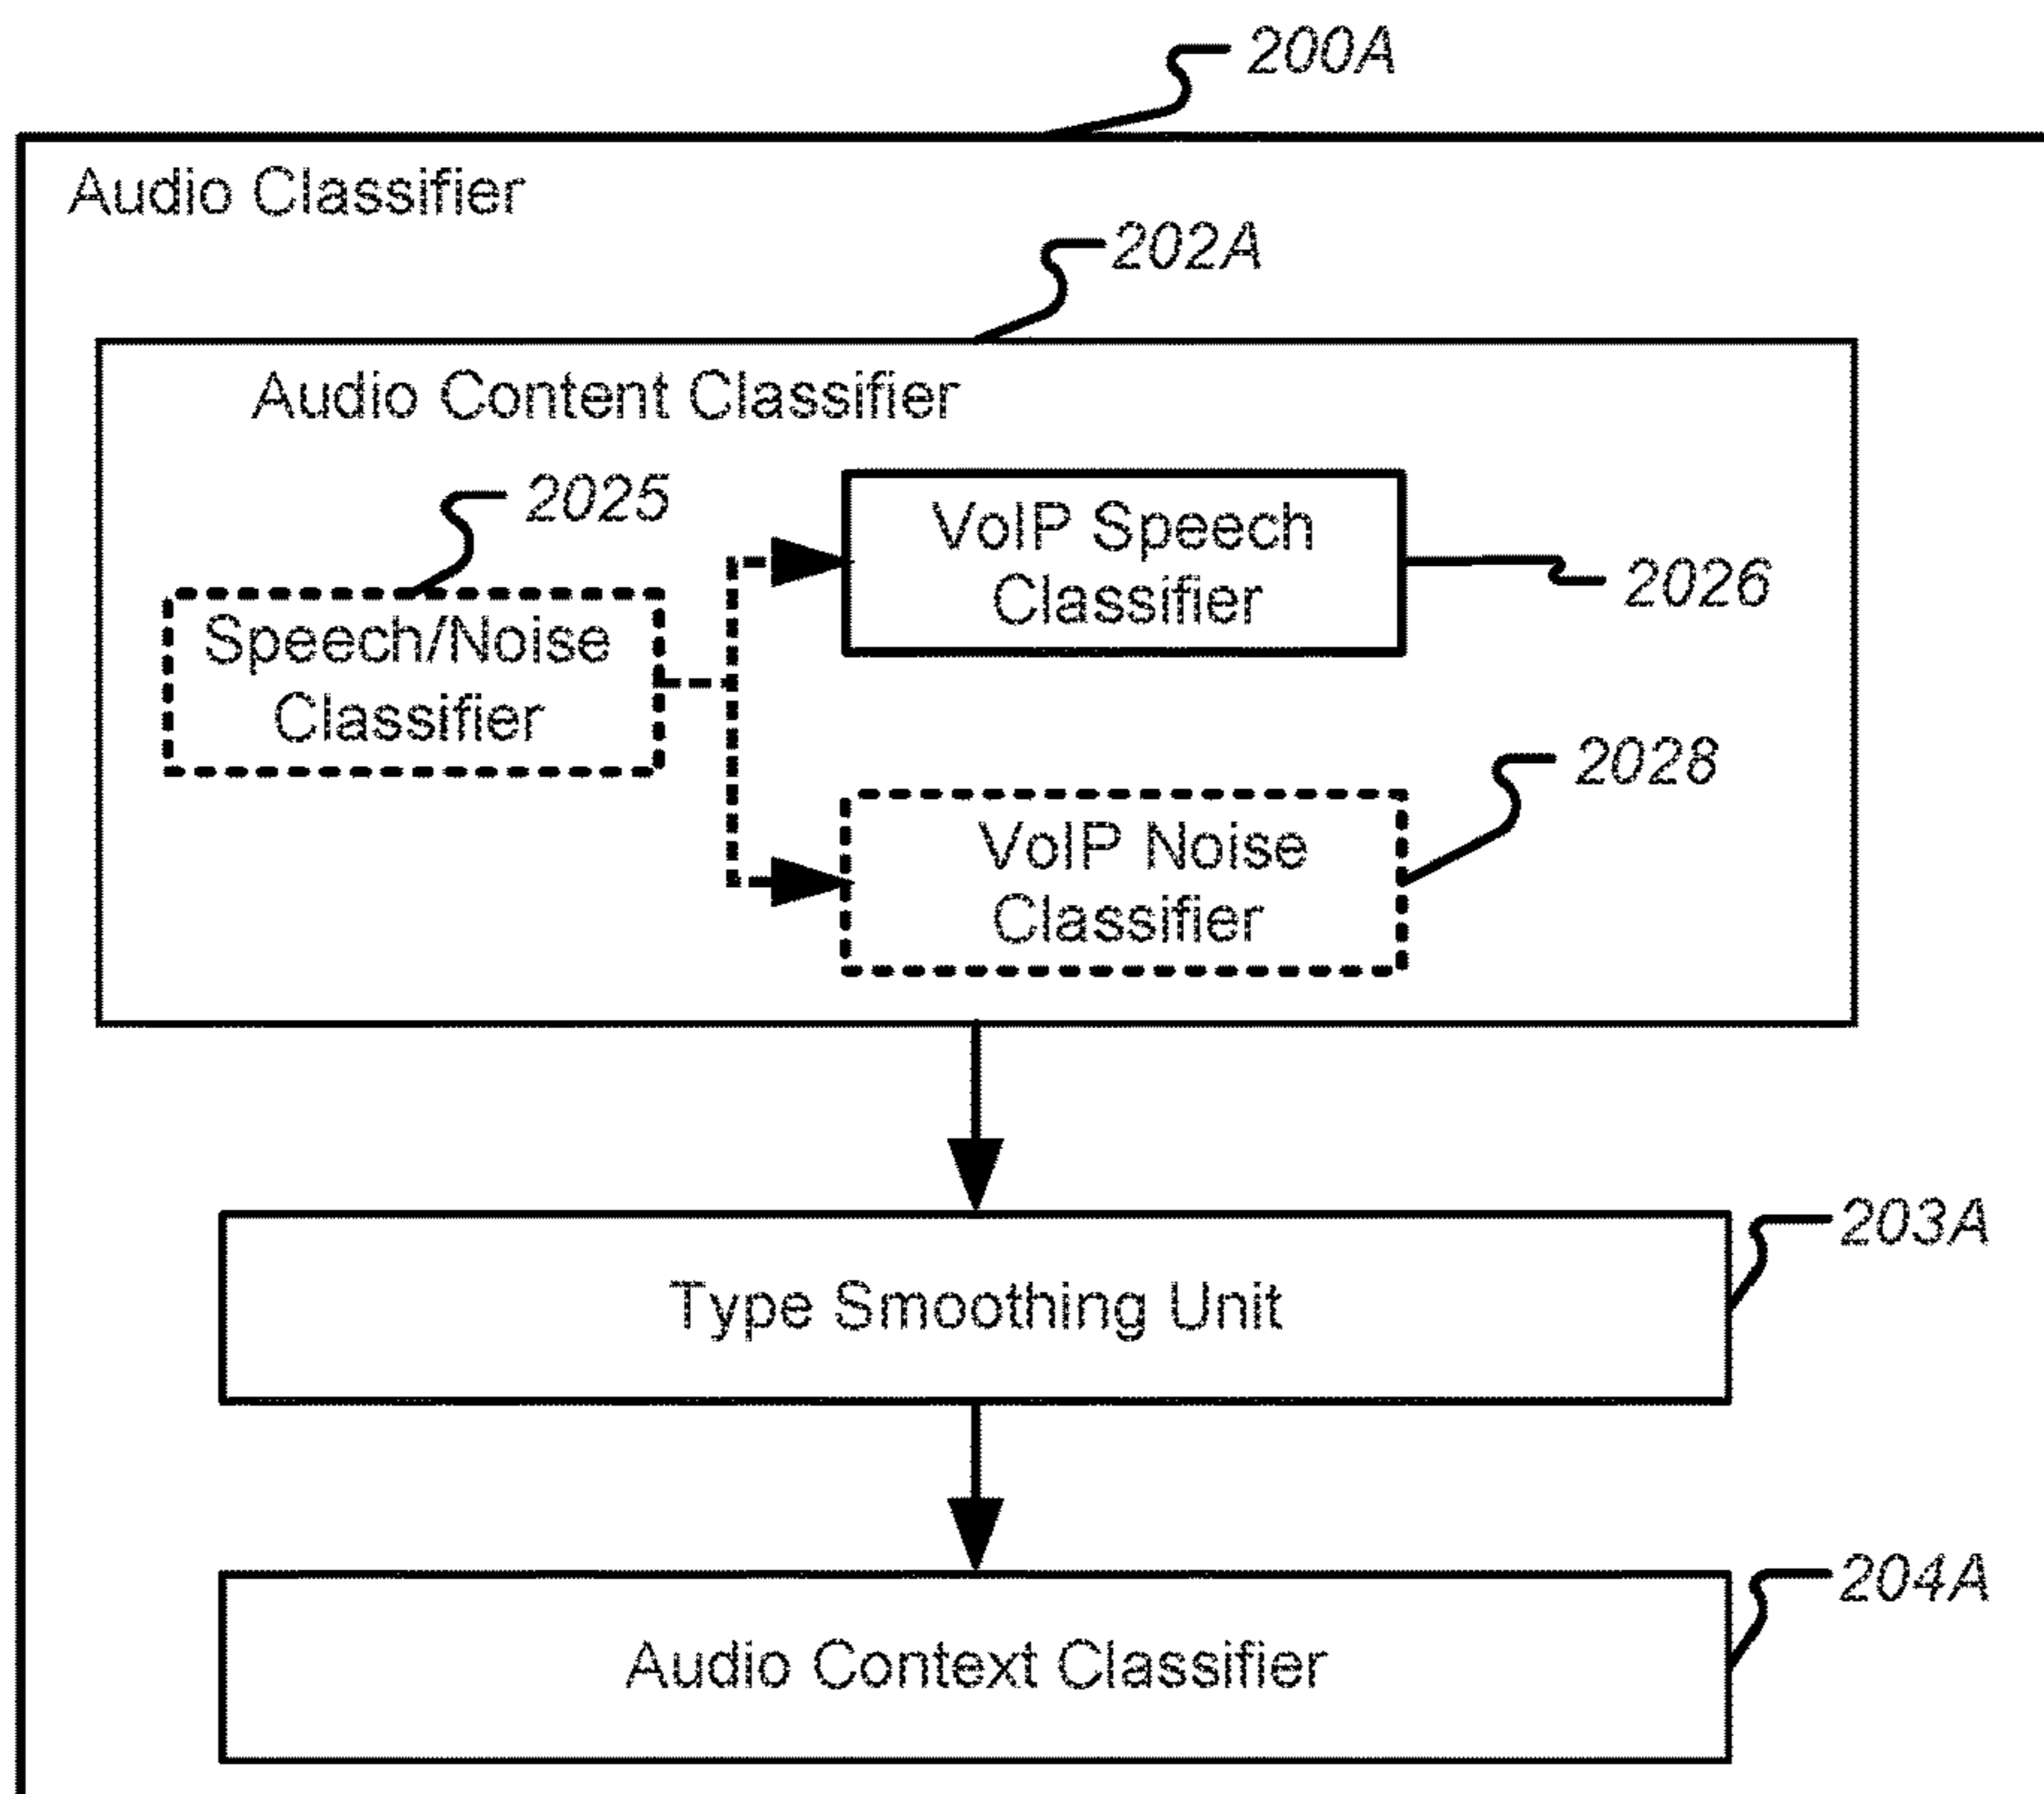 200A
Audio Classifier
202A
Audio Content Classifier
2025
VoIP Speech
Classifier
2026
Speech/Noise
Classifier
2028
VoIP Noise
Classifier
203A
Type Smoothing Unit
204A
Audio Context Classifier